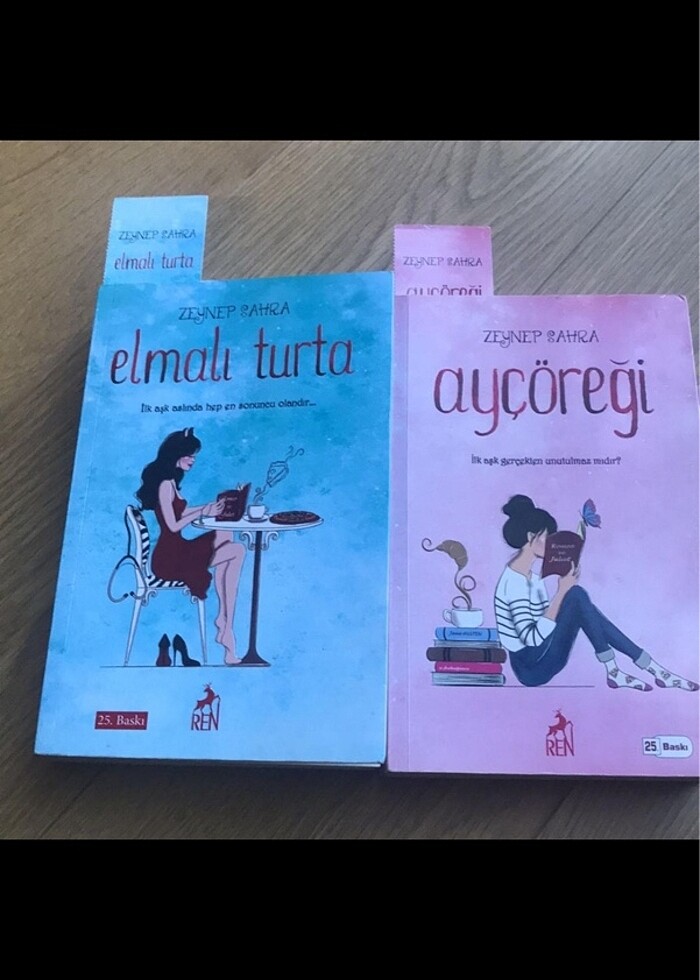 ZEYNEP SAHRA
elmalı turta
ZEYNEP SAHRA
elmalı turta
İlk aşk aslında hep en sonuncu olandır...
25. Baskı
REN
ZEYNEP SAHRA
ayçöreği
ZEYNEP SAHRA
ayçöreği
İlk aşk gerçekten unutulmaz mıdır?
REN
25. Baskı